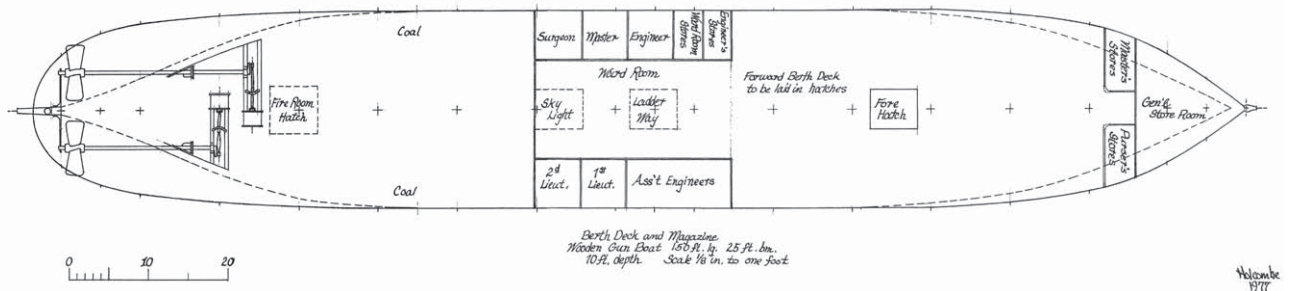 Coal
Surgeon
Master
Engineer
Ward Room
Stores
Engineer's
Stores
Ward Room
Fire Room
Hatch
Sky
Light
Ladder
Way
Forward Berth Deck
to be laid in hatches
Fore
Hatch
Master's
Stores
Gen'l
Store Room
Purser's
Stores
Coal
2d
Lieut.
1st
Lieut.
Ass't Engineers
Berth Deck and Magazine
Wooden Gun Boat 150 ft. lg. 25 ft. bm.
10 ft. depth Scale 1/8 in. to one foot
0 10 20
Holcombe
1977